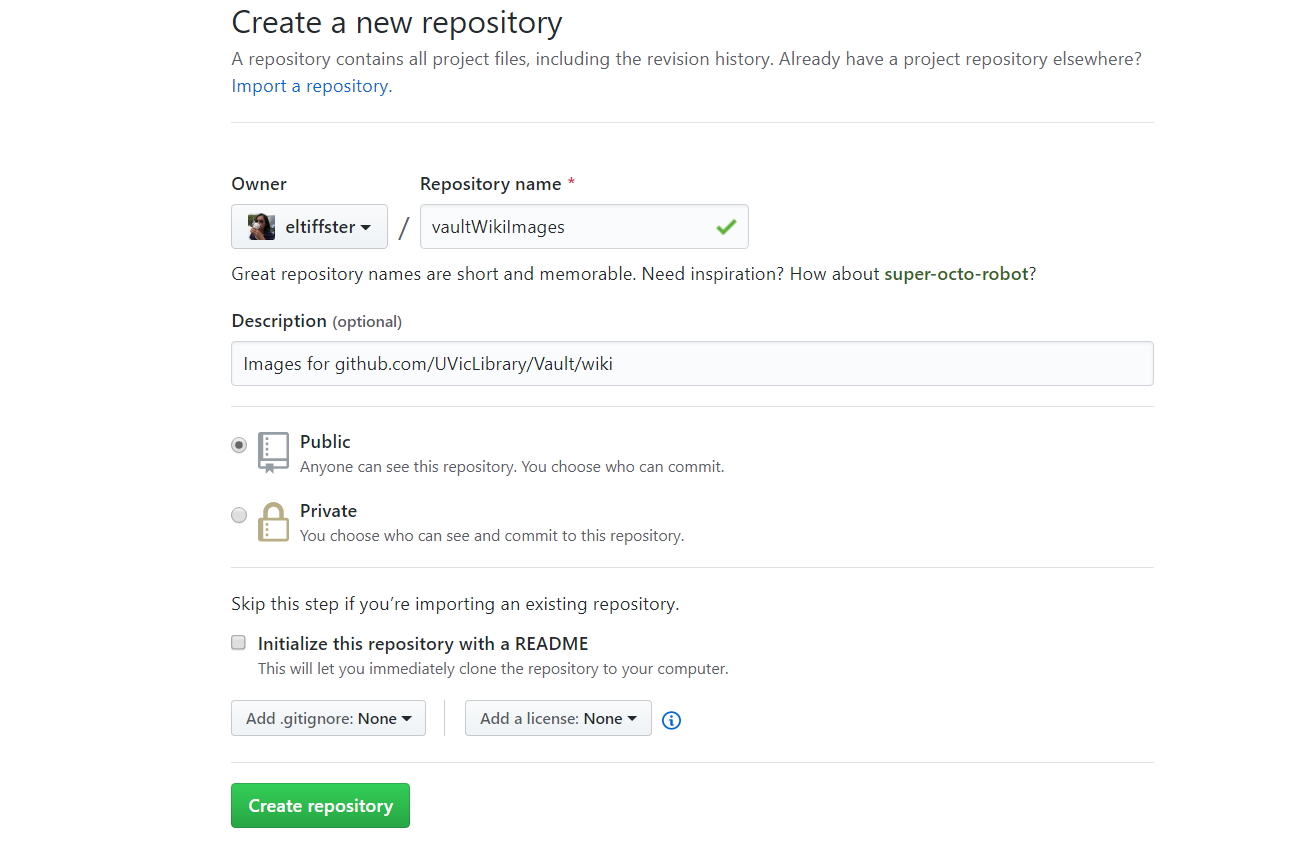 Create a new repository
A repository contains all project files, including the revision history. Already have a project repository elsewhere?
Import a repository.
Owner
Repository name *
eltiffster / vaultWikiImages
Great repository names are short and memorable. Need inspiration? How about super-octo-robot?
Description (optional)
Images for github.com/UVicLibrary/Vault/wiki
Public
Anyone can see this repository. You choose who can commit.
Private
You choose who can see and commit to this repository.
Skip this step if you’re importing an existing repository.
Initialize this repository with a README
This will let you immediately clone the repository to your computer.
Add .gitignore: None
Add a license: None
Create repository